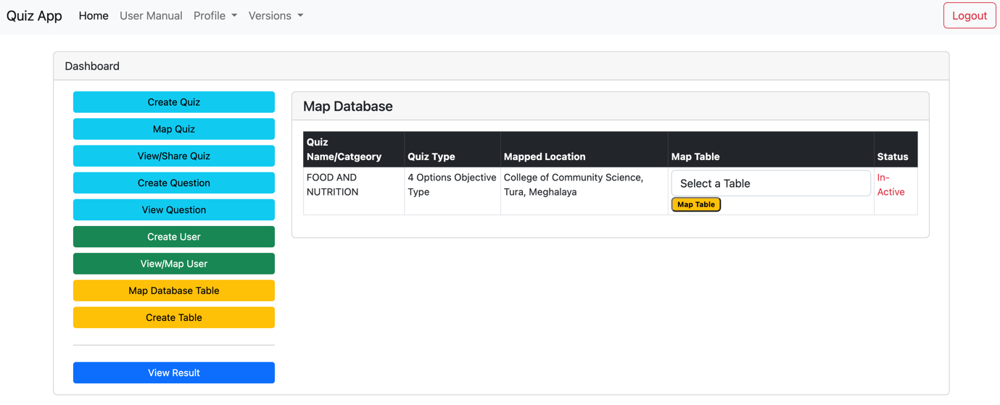 Quiz App Home User Manual Profile Versions Logout
Dashboard
Create Quiz
Map Quiz
View/Share Quiz
Create Question
View Question
Create User
View/Map User
Map Database Table
Create Table
View Result
Map Database
Quiz
Name/Catgeory Quiz Type Mapped Location Map Table Status
FOOD AND 4 Options Objective College of Community Science, Select a Table In-
NUTRITION Type Tura, Meghalaya Active
Map Table